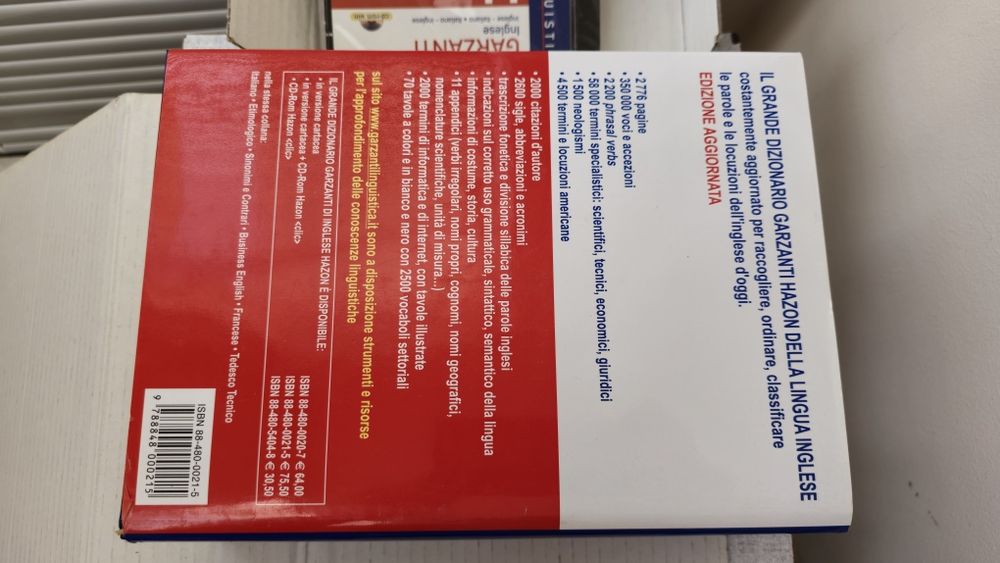 IL GRANDE DIZIONARIO GARZANTI HAZON DELLA LINGUA INGLESE
costantemente aggiornato per raccogliere, ordinare, classificare
le parole e le locuzioni dell'inglese d'oggi.
EDIZIONE AGGIORNATA
• 2 776 pagine
• 350 000 voci e accezioni
• 2 200 phrasal verbs
• 58 000 termini specialistici: scientifici, tecnici, economici, giuridici
• 1 500 neologismi
• 4 500 termini e locuzioni americane
• 2000 citazioni d'autore
• 3600 sigle, abbreviazioni e acronimi
• trascrizione fonetica e divisione sillabica delle parole inglesi
• indicazioni sul corretto uso grammaticale, sintattico, semantico della lingua
• informazioni di costume, storia, cultura
• 11 appendici (verbi irregolari, nomi propri, cognomi, nomi geografici,
nomenclature scientifiche, unità di misura...)
• 2000 termini di informatica e di internet, con tavole illustrate
• 70 tavole a colori e in bianco e nero con 2500 vocaboli settoriali
sul sito www.garzantilinguistica.it sono a disposizione strumenti e risorse
per l'approfondimento delle conoscenze linguistiche
IL GRANDE DIZIONARIO GARZANTI DI INGLESE HAZON È DISPONIBILE:
• in versione cartacea ISBN 88-480-0020-7 € 64,00
• in versione cartacea + CD-Rom Hazon <clic> ISBN 88-480-0021-5 € 75,50
• CD-Rom Hazon <clic> ISBN 88-480-5404-8 € 30,50
nella stessa collana:
Italiano • Etimologico • Sinonimi e Contrari • Business English • Francese • Tedesco Tecnico
ISBN 88-480-0021-5
9 788848 000215
GARZANTI
Inglese
inglese - italiano • italiano - inglese
UISTI